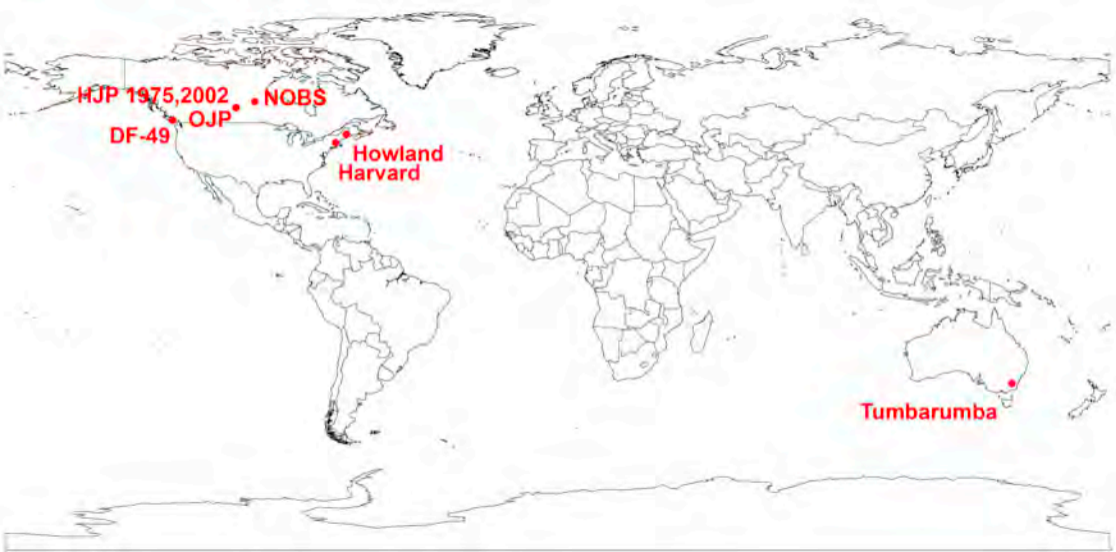 HJP 1975,2002
NOBS
OJP
DF-49
Howland
Harvard
Tumbarumba